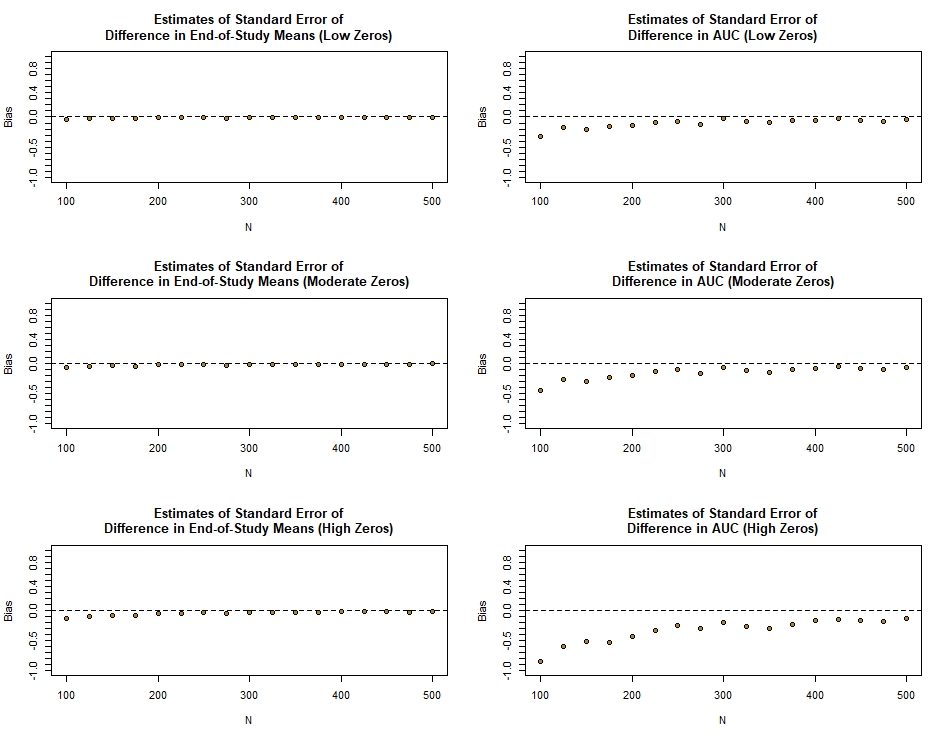 Estimates of Standard Error of
Difference in End-of-Study Means (Low Zeros)
Bias
0.8
0.4
0.0
-0.5
-1.0
100 200 300 400 500
N
Estimates of Standard Error of
Difference in AUC (Low Zeros)
Bias
0.8
0.4
0.0
-0.5
-1.0
100 200 300 400 500
N
Estimates of Standard Error of
Difference in End-of-Study Means (Moderate Zeros)
Bias
0.8
0.4
0.0
-0.5
-1.0
100 200 300 400 500
N
Estimates of Standard Error of
Difference in AUC (Moderate Zeros)
Bias
0.8
0.4
0.0
-0.5
-1.0
100 200 300 400 500
N
Estimates of Standard Error of
Difference in End-of-Study Means (High Zeros)
Bias
0.8
0.4
0.0
-0.5
-1.0
100 200 300 400 500
N
Estimates of Standard Error of
Difference in AUC (High Zeros)
Bias
0.8
0.4
0.0
-0.5
-1.0
100 200 300 400 500
N